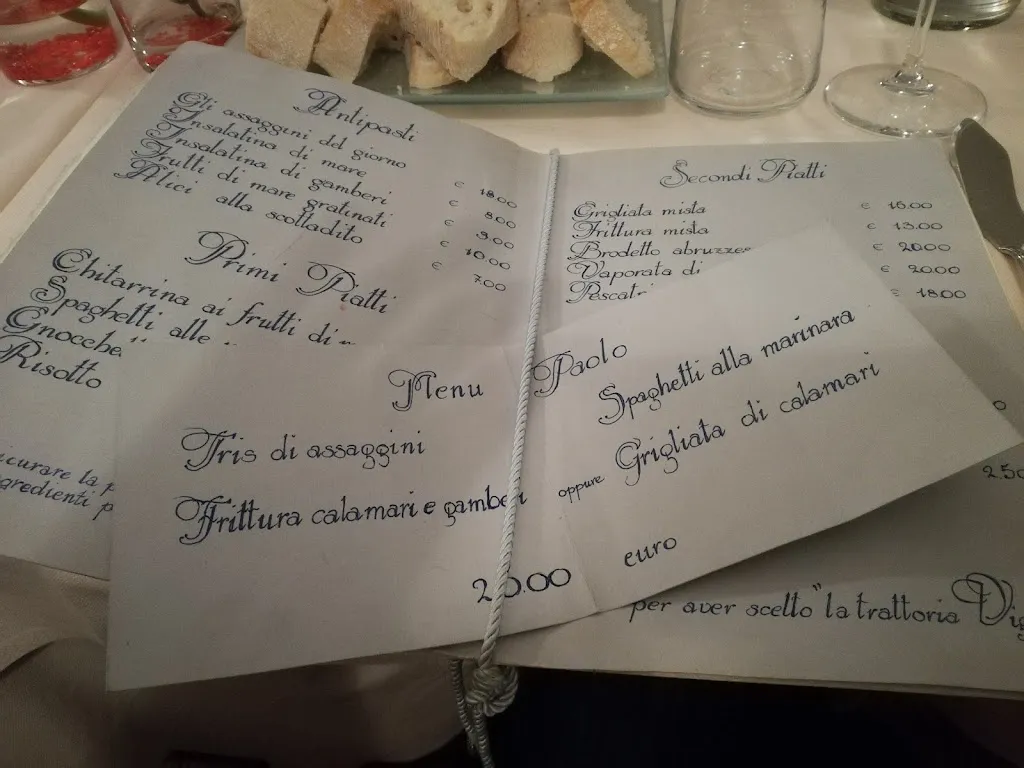 Antipasti
Gli assaggini del giorno € 18.00
Insalatina di mare € 8.00
Insalatina di gamberi € 9.00
Frutti di mare gratinati € 10.00
Alici alla scottadito € 7.00
Primi Piatti
Chitarrina ai frutti di
Spaghetti alle
Gnocche
Risotto
icurare la
gredienti p
Secondi Piatti
Grigliata mista € 15.00
Frittura mista € 13.00
Brodetto abruzzes € 20.00
Vaporata di € 20.00
Pescatr € 18.00
Menu Paolo
Tris di assaggini
Spaghetti alla marinara
Frittura calamari e gamberi oppure Grigliata di calamari
20.00 euro
per aver scelto "la trattoria